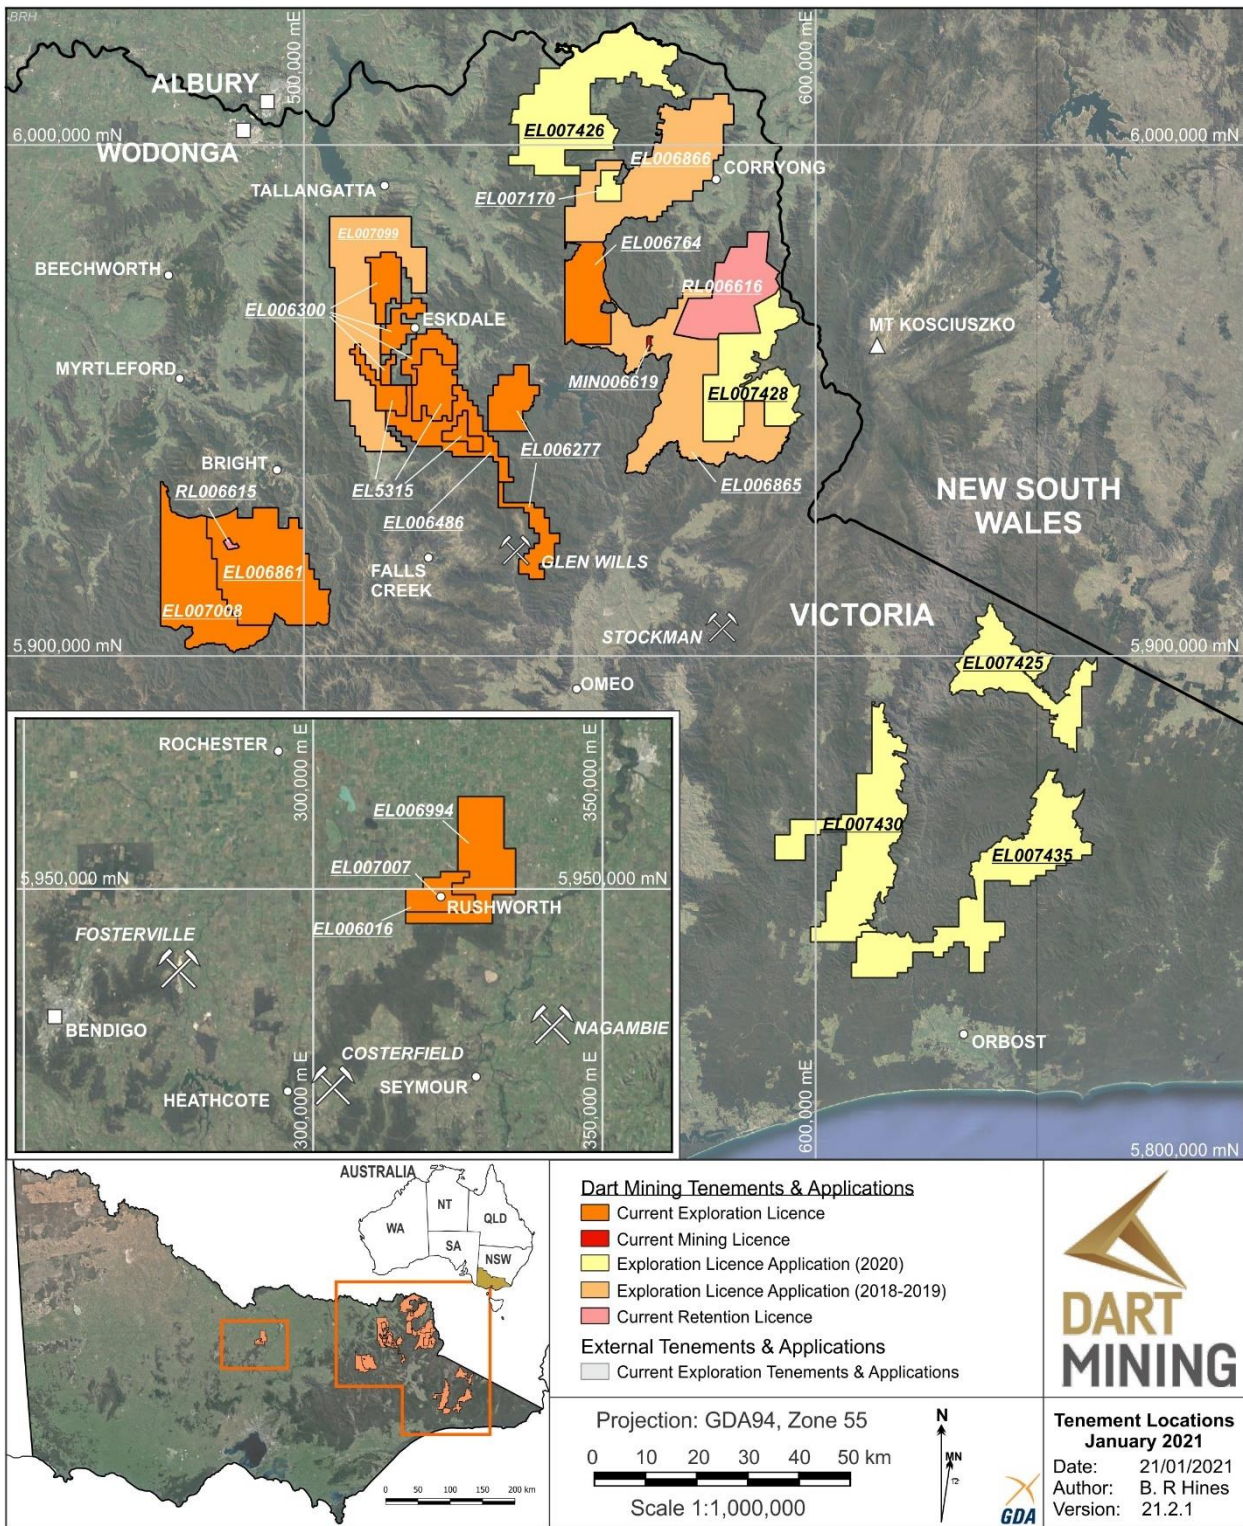 BRH
500,000 mE
600,000 mE
ALBURY
6,000,000 mN
6,000,000 mN
WODONGA
EL007426
EL006866
CORRYONG
TALLANGATTA
EL007170
EL007099
EL006764
BEECHWORTH
RL006616
EL006300
ESKDALE
MT KOSCIUSZKO
MYRTLEFORD
MIN006619
EL007428
EL006277
BRIGHT
EL5315
EL006865
RL006615
EL006486
NEW SOUTH
WALES
EL006861
FALLS
CREEK
GLEN WILLS
EL007008
VICTORIA
STOCKMAN
5,900,000 mN
5,900,000 mN
EL007425
OMEO
EL007430
EL007435
ORBOST
600,000 mE
5,800,000 mN
ROCHESTER
300,000 m E
350,000 m E
EL006994
EL007007
5,950,000 mN
5,950,000 mN
RUSHWORTH
EL006016
FOSTERVILLE
BENDIGO
NAGAMBIE
COSTERFIELD
SEYMOUR
HEATHCOTE
300,000 m E
350,000 m E
AUSTRALIA
NT
WA
QLD
SA
NSW
0 50 100 150 200 km
Dart Mining Tenements & Applications
Current Exploration Licence
Current Mining Licence
Exploration Licence Application (2020)
Exploration Licence Application (2018-2019)
Current Retention Licence
External Tenements & Applications
Current Exploration Tenements & Applications
Projection: GDA94, Zone 55
0 10 20 30 40 50 km
Scale 1:1,000,000
N
MN
GDA
DART
MINING
Tenement Locations
January 2021
Date: 21/01/2021
Author: B. R Hines
Version: 21.2.1